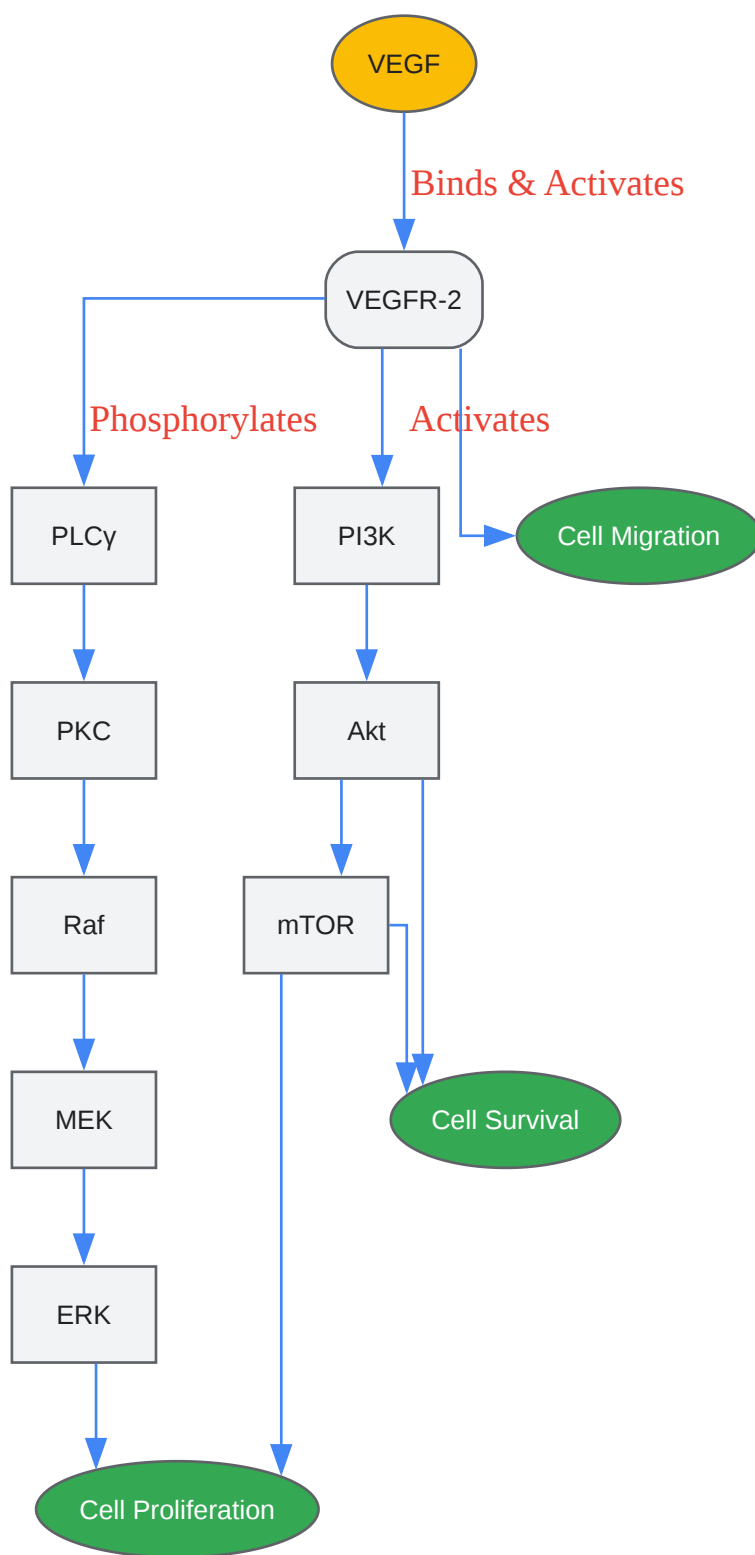 VEGF
Binds & Activates
VEGFR-2
Phosphorylates
Activates
PLCγ
PI3K
Cell Migration
PKC
Akt
Raf
mTOR
MEK
Cell Survival
ERK
Cell Proliferation